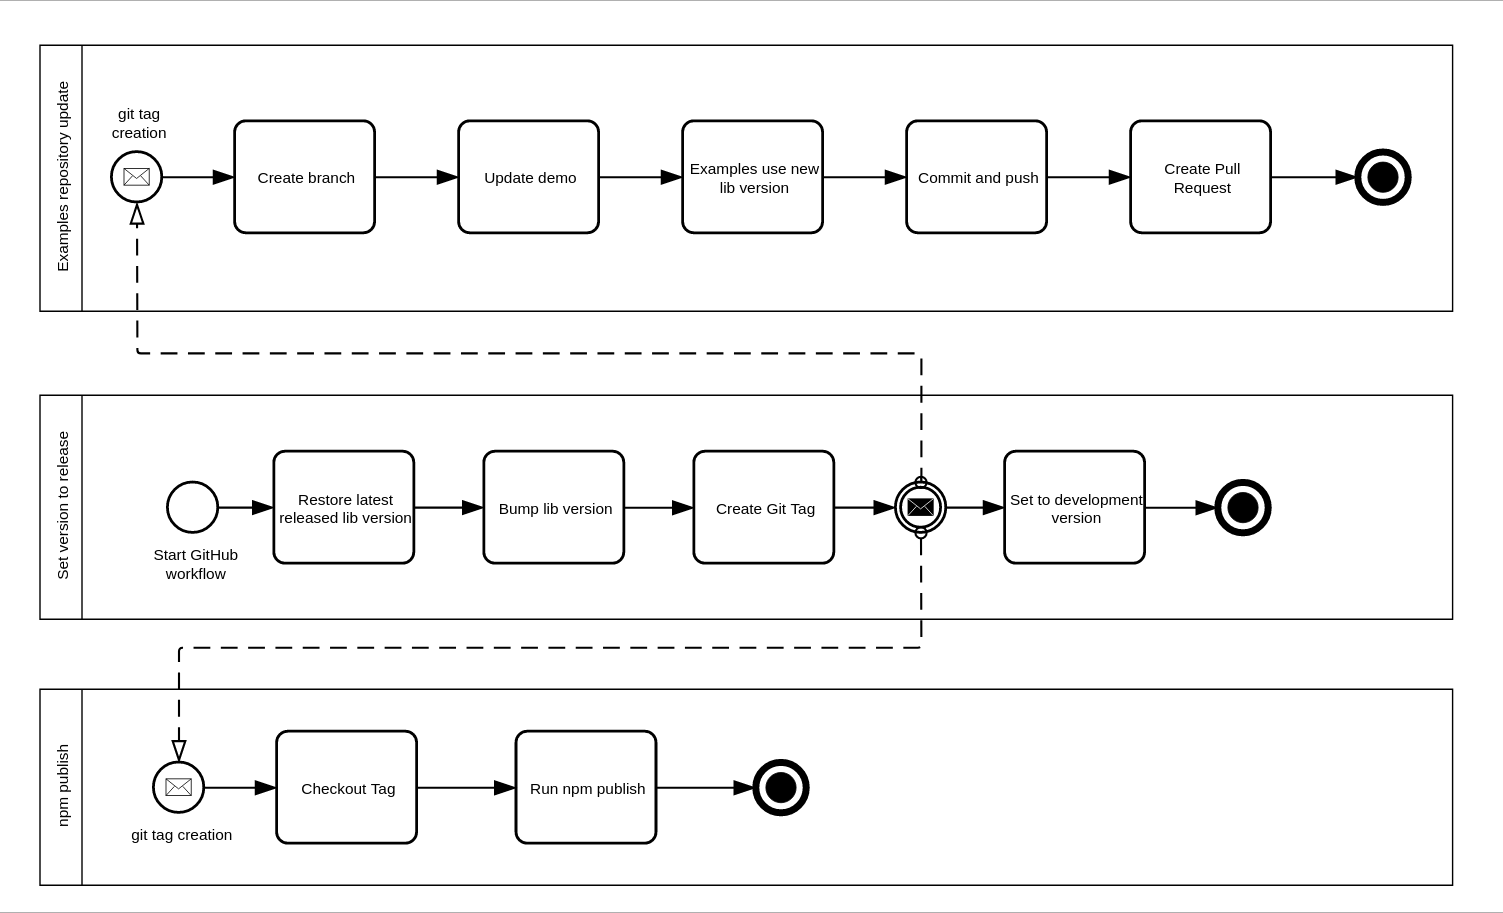 Examples repository update
git tag
creation
Create branch
Update demo
Examples use new
lib version
Commit and push
Create Pull
Request
Set version to release
Start GitHub
workflow
Restore latest
released lib version
Bump lib version
Create Git Tag
Set to development
version
npm publish
git tag creation
Checkout Tag
Run npm publish